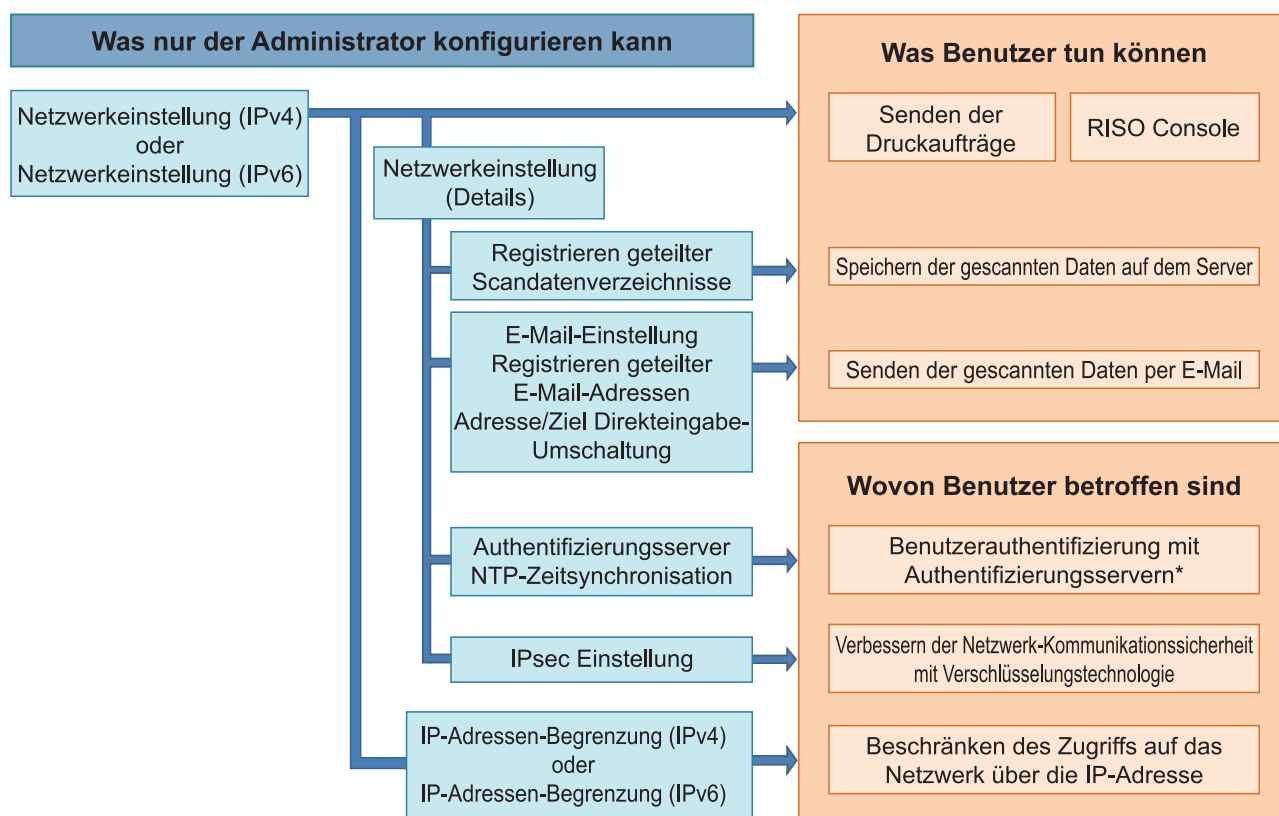 Was nur der Administrator konfigurieren kann
Netzwerkeinstellung (IPv4)
oder
Netzwerkeinstellung (IPv6)
Netzwerkeinstellung
(Details)
Registrieren geteilter
Scandatenverzeichnisse
E-Mail-Einstellung
Registrieren geteilter
E-Mail-Adressen
Adresse/Ziel Direkteingabe-
Umschaltung
Authentifizierungsserver
NTP-Zeitsynchronisation
IPsec Einstellung
IP-Adressen-Begrenzung (IPv4)
oder
IP-Adressen-Begrenzung (IPv6)
Was Benutzer tun können
Senden der
Druckaufträge
RISO Console
Speichern der gescannten Daten auf dem Server
Senden der gescannten Daten per E-Mail
Wovon Benutzer betroffen sind
Benutzerauthentifizierung mit
Authentifizierungsservern*
Verbessern der Netzwerk-Kommunikationssicherheit
mit Verschlüsselungstechnologie
Beschränken des Zugriffs auf das
Netzwerk über die IP-Adresse